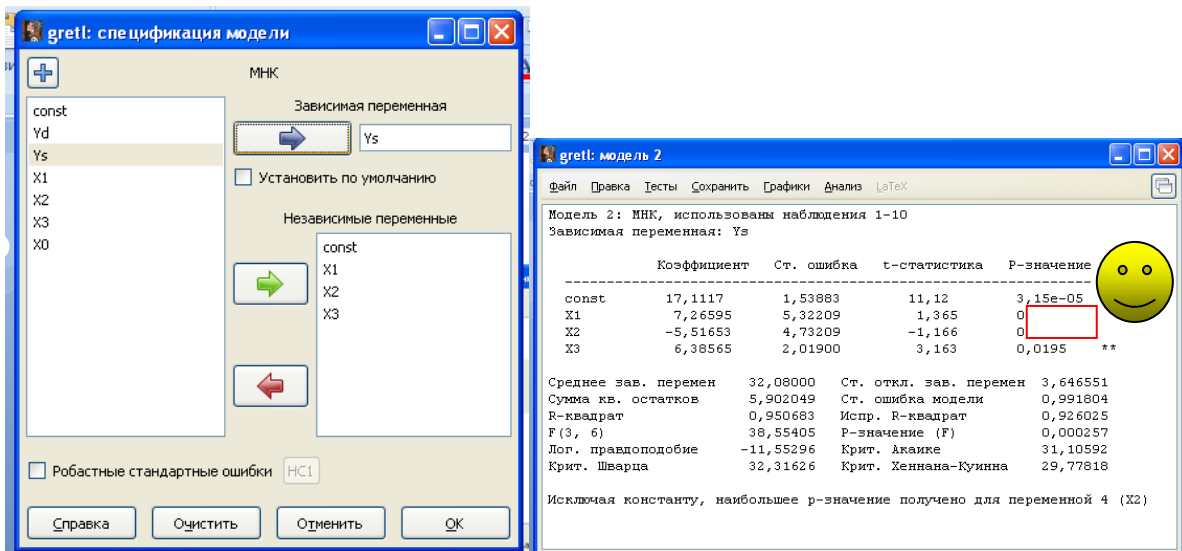 gretl: спецификация модели
МНК
const
Yd
Ys
X1
X2
X3
X0
Зависимая переменная
Ys
Установить по умолчанию
Независимые переменные
const
X1
X2
X3
Робастные стандартные ошибки HC1
Справка Очистить Отменить OK
gretl: модель 2
Файл Правка Тесты Сохранить Графики Анализ LaTeX
Модель 2: МНК, использованы наблюдения 1-10
Зависимая переменная: Ys
Коэффициент Ст. ошибка t-статистика P-значение
const 17,1117 1,53883 11,12 3,15e-05
X1 7,26595 5,32209 1,365 0
X2 -5,51653 4,73209 -1,166 0
X3 6,38565 2,01900 3,163 0,0195 **
Среднее зав. перемен 32,08000 Ст. откл. зав. перемен 3,646551
Сумма кв. остатков 5,902049 Ст. ошибка модели 0,991804
R-квадрат 0,950683 Испр. R-квадрат 0,926025
F(3, 6) 38,55405 P-значение (F) 0,000257
Лог. правдоподобие -11,55296 Крит. Акаике 31,10592
Крит. Шварца 32,31626 Крит. Хеннана-Куинна 29,77818
Исключая константу, наибольшее p-значение получено для переменной 4 (X2)